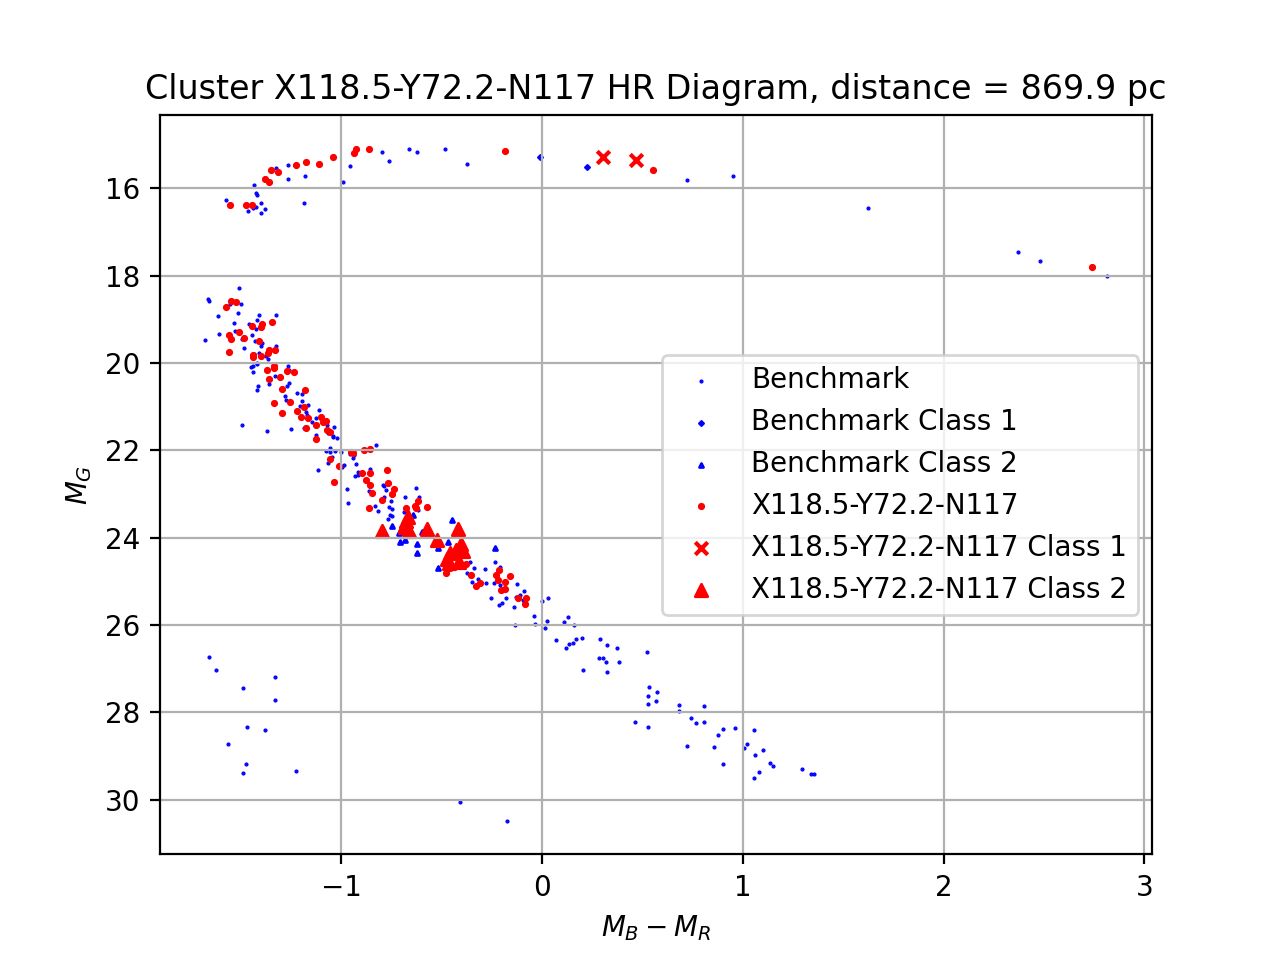 Cluster X118.5-Y72.2-N117 HR Diagram, distance = 869.9 pc
16
18
20
22
24
26
28
30
M_G
Benchmark
Benchmark Class 1
Benchmark Class 2
X118.5-Y72.2-N117
X118.5-Y72.2-N117 Class 1
X118.5-Y72.2-N117 Class 2
−1 0 1 2 3
M_B − M_R